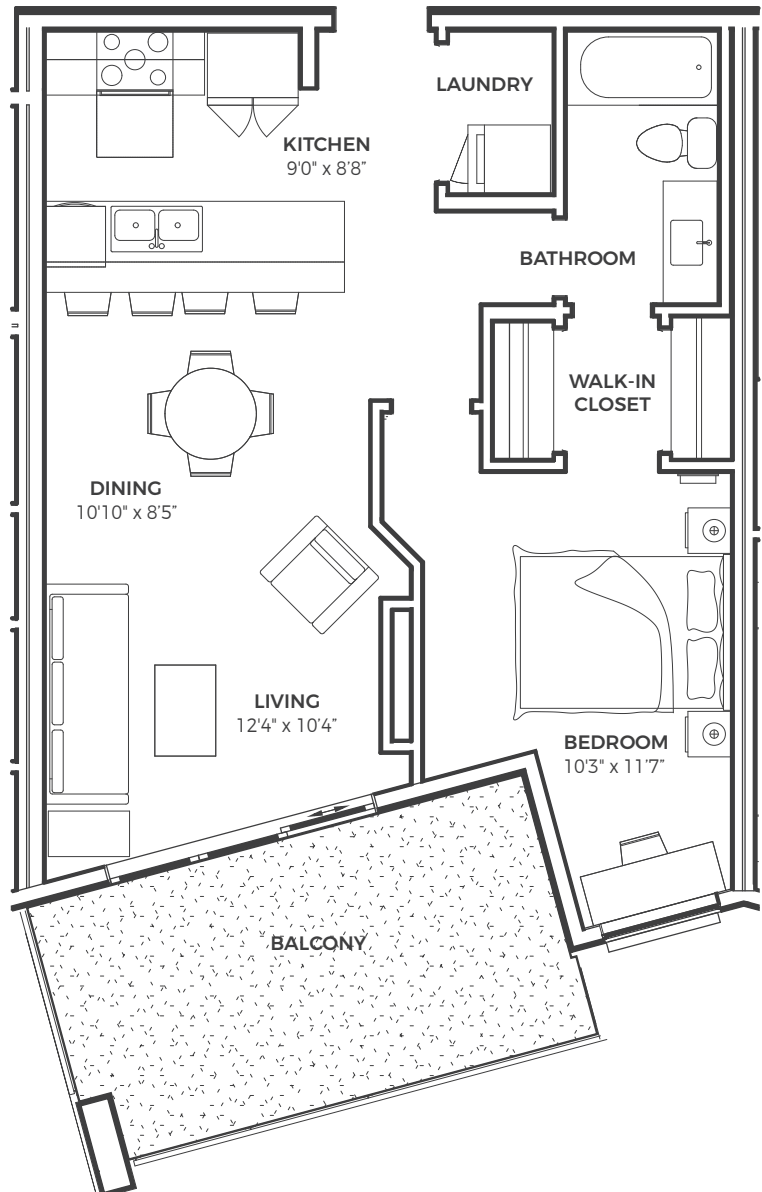 LAUNDRY
KITCHEN
9'0" x 8’8”
BATHROOM
WALK-IN
CLOSET
DINING
10'10" x 8’5”
LIVING
12'4" x 10’4”
BEDROOM
10'3" x 11’7”
BALCONY